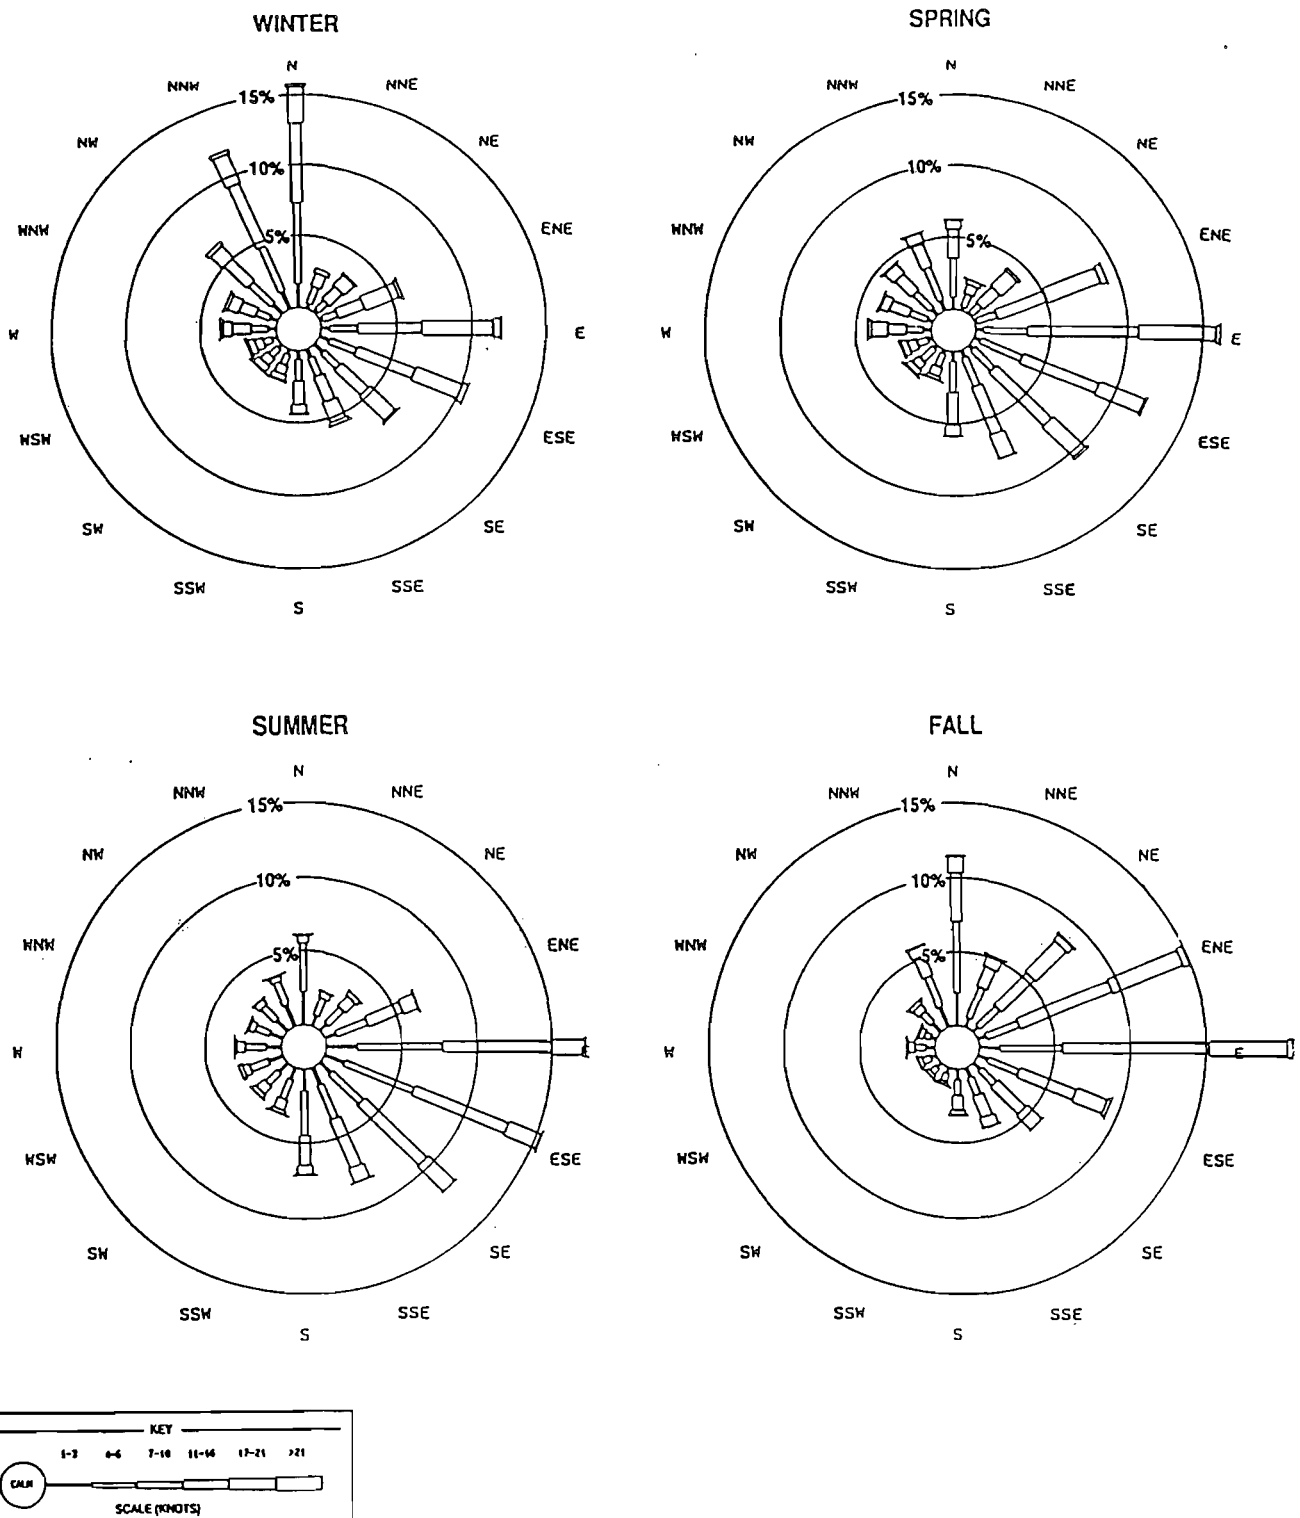 WINTER
N
NNW
NNE
15%
NW
NE
10%
WNW
ENE
5%
W
E
WSW
ESE
SW
SE
SSW
SSE
S
SPRING
N
NNW
NNE
15%
NW
NE
10%
WNW
ENE
5%
W
E
WSW
ESE
SW
SE
SSW
SSE
S
SUMMER
N
NNW
NNE
15%
NW
NE
10%
WNW
ENE
5%
W
E
WSW
ESE
SW
SE
SSW
SSE
S
FALL
N
NNW
NNE
15%
NW
NE
10%
WNW
ENE
5%
W
E
WSW
ESE
SW
SE
SSW
SSE
S
KEY
1-3 4-6 7-10 11-16 17-21 >21
CALM
SCALE (KNOTS)